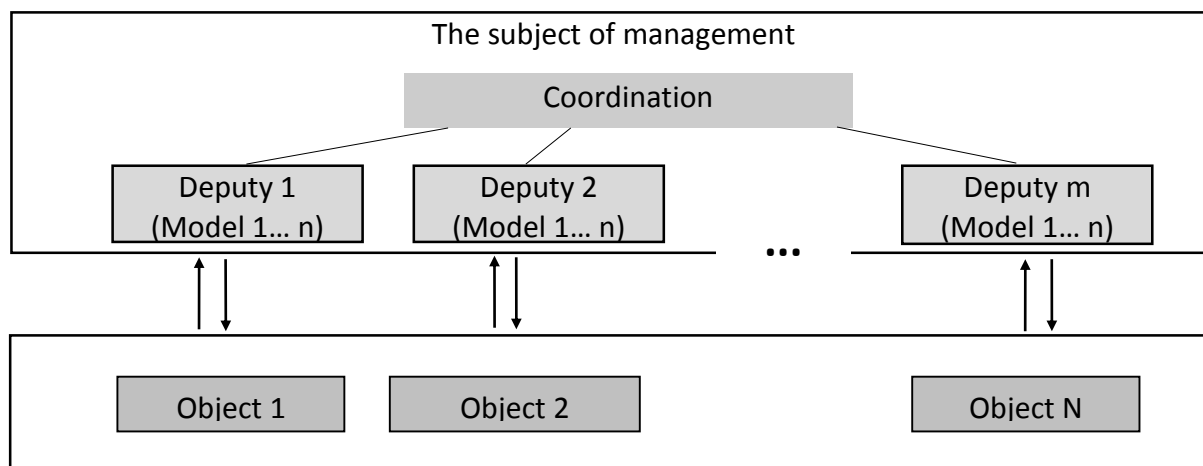 The subject of management
Coordination
Deputy 1
(Model 1... n)
Deputy 2
(Model 1... n)
...
Deputy m
(Model 1... n)
Object 1
Object 2
Object N